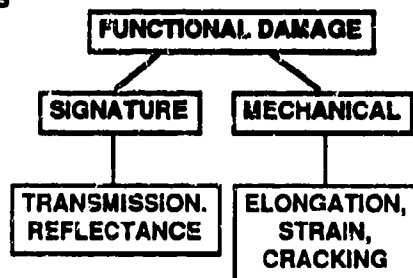 FUNCTIONAL DAMAGE
SIGNATURE MECHANICAL
TRANSMISSION.
REFLECTANCE
ELONGATION,
STRAIN,
CRACKING